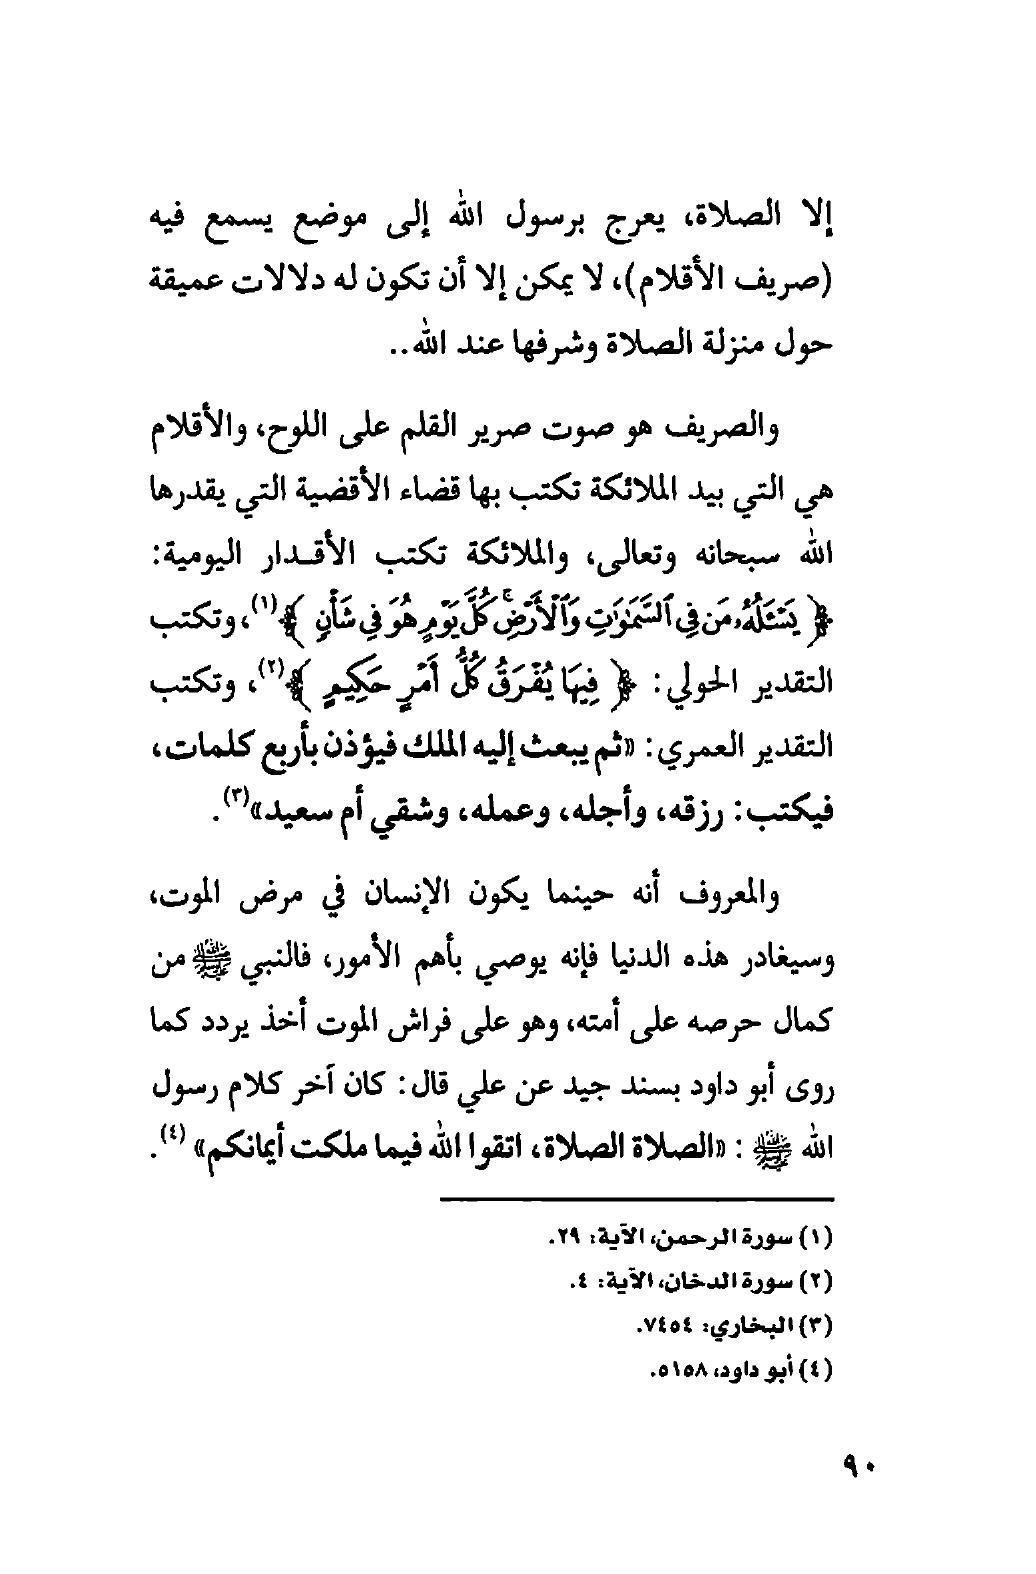 إلا الصلاة، يعرج برسول الله إلى موضع يسمع فيه
(صريف الأقلام)، لا يمكن إلا أن تكون له دلالات عميقة
حول منزلة الصلاة وشرفها عند الله..
والصريف هو صوت صرير القلم على اللوح، والأقلام
هي التي بيد الملائكة تكتب بها قضاء الأقضية التي يقدرها
الله سبحانه وتعالى، والملائكة تكتب الأقدار اليومية:
﴿يَسْـَٔلُهُۥ مَن فِي ٱلسَّمَٰوَٰتِ وَٱلْأَرْضِ ۚ كُلَّ يَوْمٍ هُوَ فِي شَأْنٍ﴾(١)، وتكتب
التقدير الحولي: ﴿فِيهَا يُفْرَقُ كُلُّ أَمْرٍ حَكِيمٍ﴾(٢)، وتكتب
التقدير العمري: «ثم يبعث إليه الملك فيؤذن بأربع كلمات،
فيكتب: رزقه، وأجله، وعمله، وشقي أم سعيد»(٣).
والمعروف أنه حينما يكون الإنسان في مرض الموت،
وسيغادر هذه الدنيا فإنه يوصي بأهم الأمور، فالنبي ﷺ من
كمال حرصه على أمته، وهو على فراش الموت أخذ يردد كما
روى أبو داود بسند جيد عن علي قال: كان آخر كلام رسول
الله ﷺ: «الصلاة الصلاة، اتقوا الله فيما ملكت أيمانكم»(٤).
(١) سورة الرحمن، الآية: ٢٩.
(٢) سورة الدخان، الآية: ٤.
(٣) البخاري: ٧٤٥٤.
(٤) أبو داود، ٥١٥٨.
٩٠